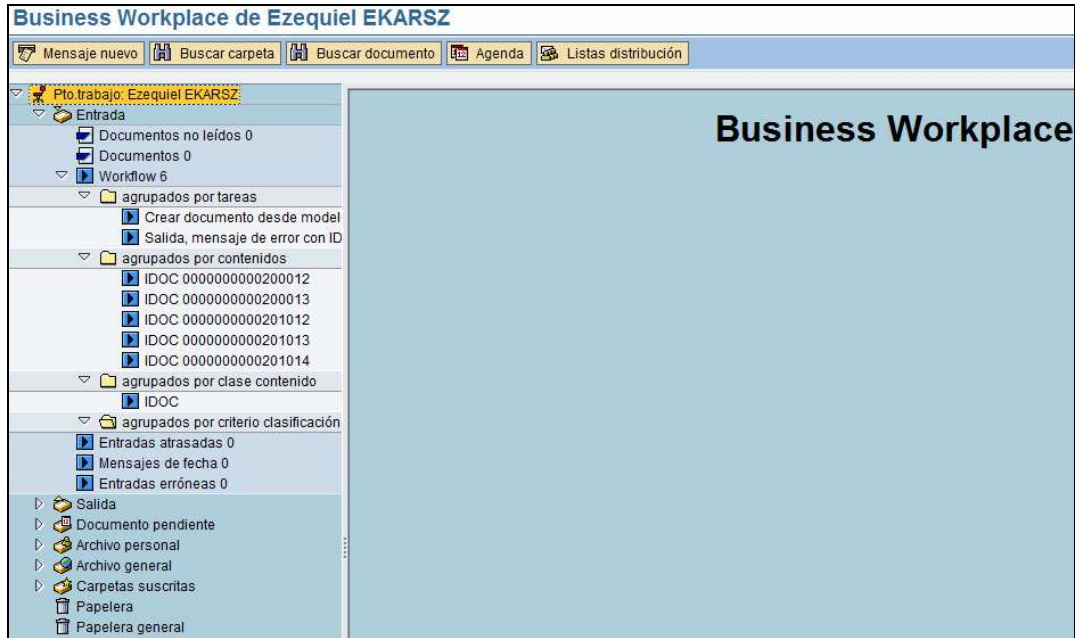 Business Workplace de Ezequiel EKARSZ
Mensaje nuevo Buscar carpeta Buscar documento Agenda Listas distribución
Pto.trabajo: Ezequiel EKARSZ
Business Workplace
Entrada
Documentos no leídos 0
Documentos 0
Workflow 6
agrupados por tareas
Crear documento desde model
Salida, mensaje de error con ID
agrupados por contenidos
IDOC 0000000000200012
IDOC 0000000000200013
IDOC 0000000000201012
IDOC 0000000000201013
IDOC 0000000000201014
agrupados por clase contenido
IDOC
agrupados por criterio clasificación
Entradas atrasadas 0
Mensajes de fecha 0
Entradas erróneas 0
Salida
Documento pendiente
Archivo personal
Archivo general
Carpetas suscritas
Papelera
Papelera general